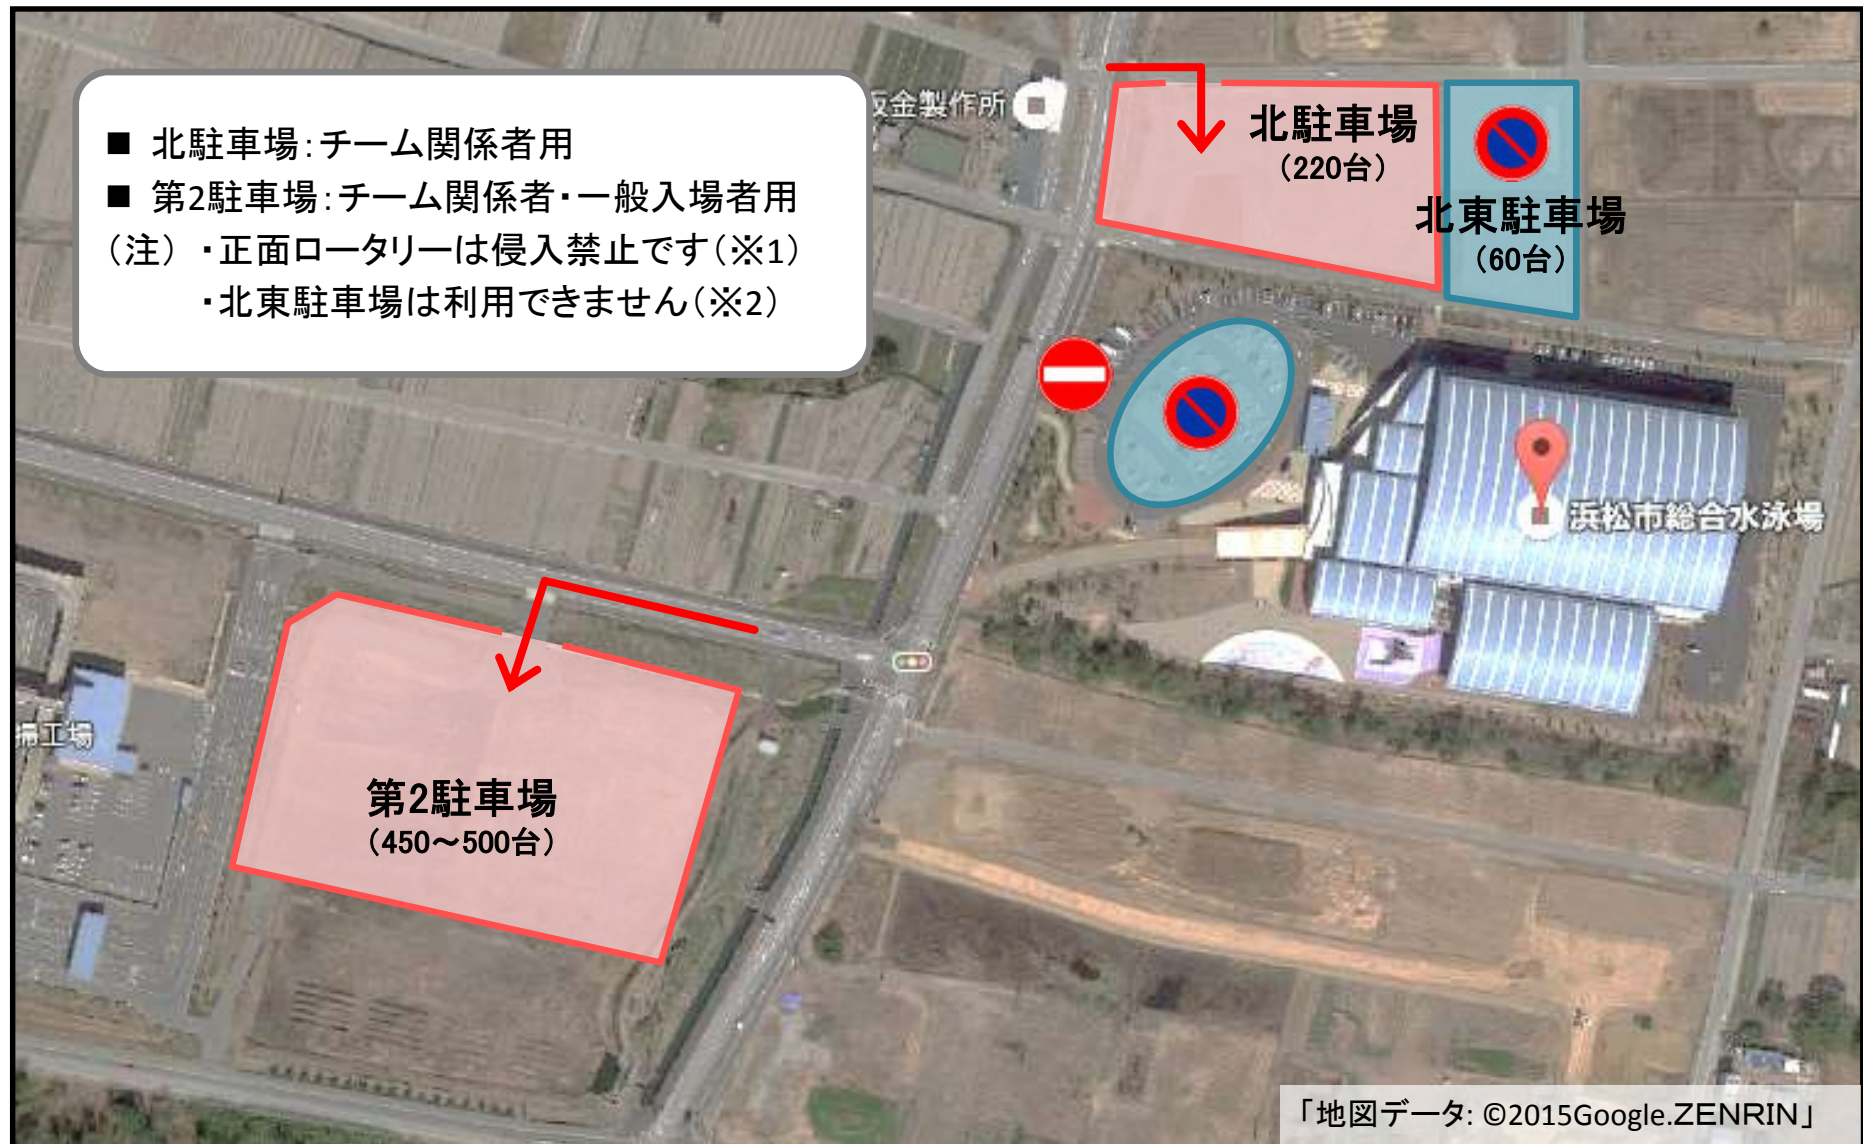 ■ 北駐車場:チーム関係者用
■ 第2駐車場:チーム関係者・一般入場者用
（注） ・正面ロータリーは侵入禁止です（※1）
・北東駐車場は利用できません（※2）
金製作所
北駐車場
（220台）
北東駐車場
（60台）
浜松市総合水泳場
工場
第2駐車場
（450～500台）
「地図データ: ©2015Google.ZENRIN」